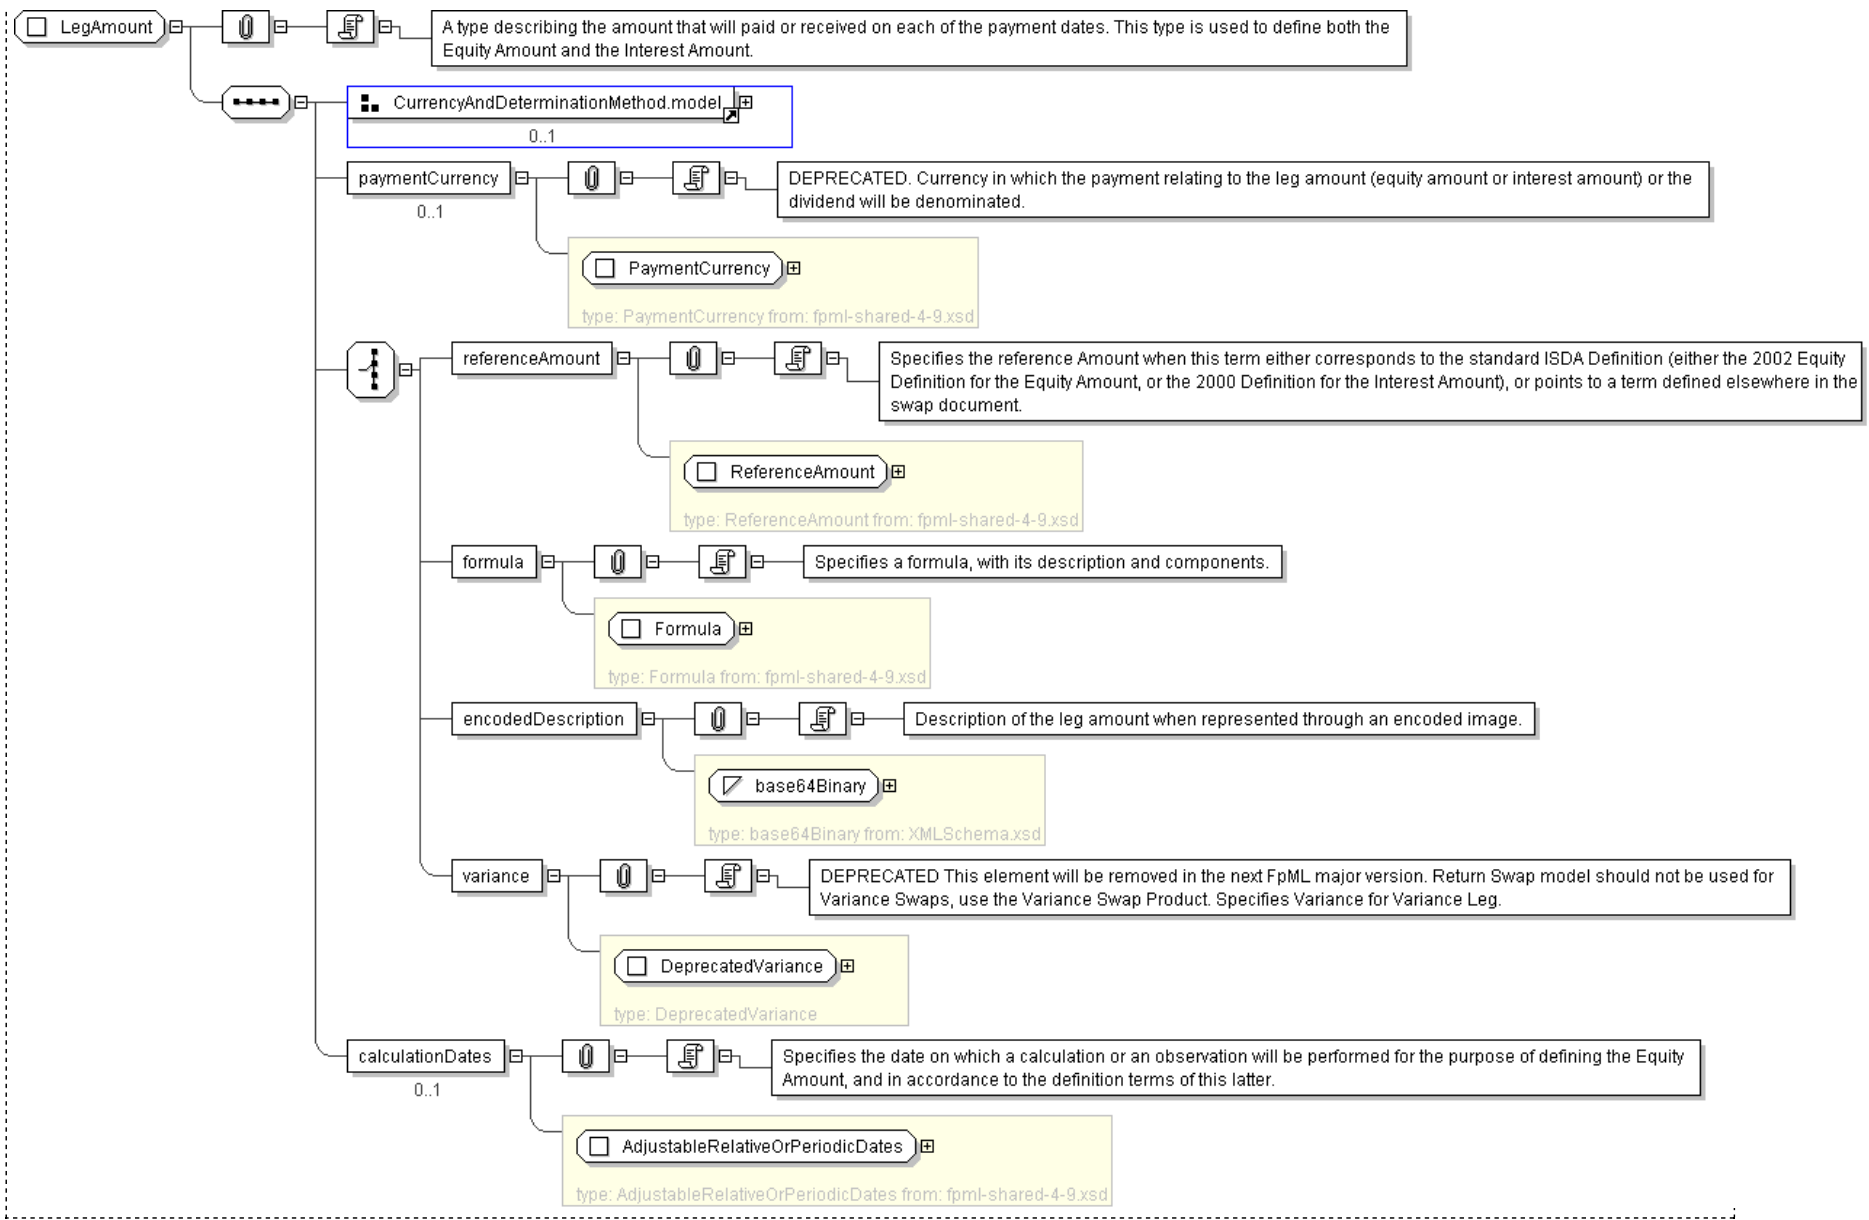 LegAmount
A type describing the amount that will paid or received on each of the payment dates. This type is used to define both the
Equity Amount and the Interest Amount.
CurrencyAndDeterminationMethod.model
0..1
paymentCurrency
0..1
DEPRECATED. Currency in which the payment relating to the leg amount (equity amount or interest amount) or the
dividend will be denominated.
PaymentCurrency
type: PaymentCurrency from: fpml-shared-4-9.xsd
referenceAmount
Specifies the reference Amount when this term either corresponds to the standard ISDA Definition (either the 2002 Equity
Definition for the Equity Amount, or the 2000 Definition for the Interest Amount), or points to a term defined elsewhere in the
swap document.
ReferenceAmount
type: ReferenceAmount from: fpml-shared-4-9.xsd
formula
Specifies a formula, with its description and components.
Formula
type: Formula from: fpml-shared-4-9.xsd
encodedDescription
Description of the leg amount when represented through an encoded image.
base64Binary
type: base64Binary from: XMLSchema.xsd
variance
DEPRECATED This element will be removed in the next FpML major version. Return Swap model should not be used for
Variance Swaps, use the Variance Swap Product. Specifies Variance for Variance Leg.
DeprecatedVariance
type: DeprecatedVariance
calculationDates
0..1
Specifies the date on which a calculation or an observation will be performed for the purpose of defining the Equity
Amount, and in accordance to the definition terms of this latter.
AdjustableRelativeOrPeriodicDates
type: AdjustableRelativeOrPeriodicDates from: fpml-shared-4-9.xsd